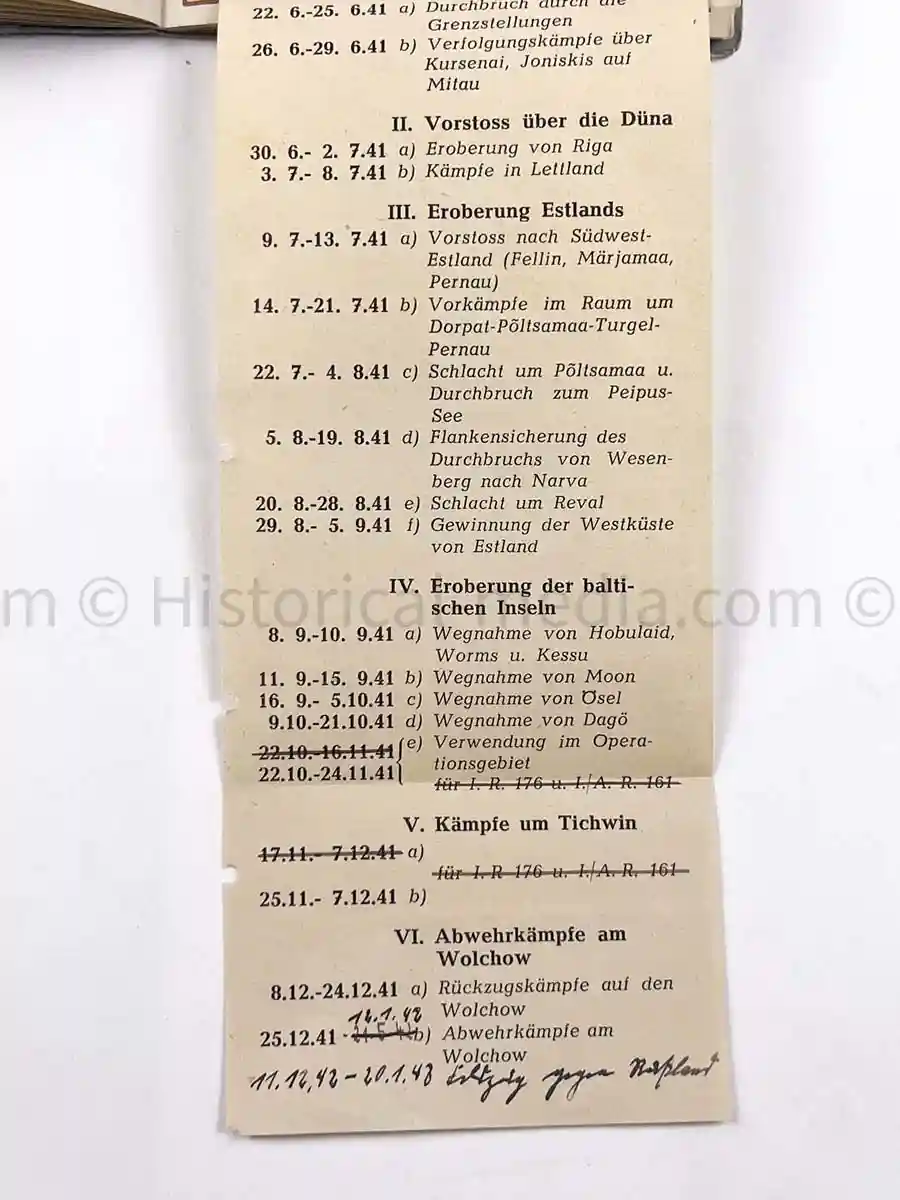 22. 6.-25. 6.41 a) Durchbruch durch die
Grenzstellungen
26. 6.-29. 6.41 b) Verfolgungskämpfe über
Kursenai, Joniskis auf
Mitau
II. Vorstoss über die Düna
30. 6.- 2. 7.41 a) Eroberung von Riga
3. 7.- 8. 7.41 b) Kämpfe in Lettland
III. Eroberung Estlands
9. 7.-13. 7.41 a) Vorstoss nach Südwest-
Estland (Fellin, Märjamaa,
Pernau)
14. 7.-21. 7.41 b) Vorkämpfe im Raum um
Dorpat-Põltsamaa-Turgel-
Pernau
22. 7.- 4. 8.41 c) Schlacht um Põltsamaa u.
Durchbruch zum Peipus-
See
5. 8.-19. 8.41 d) Flankensicherung des
Durchbruchs von Wesen-
berg nach Narva
20. 8.-28. 8.41 e) Schlacht um Reval
29. 8.- 5. 9.41 f) Gewinnung der Westküste
von Estland
IV. Eroberung der balti-
schen Inseln
m © Historical-media.com ©
8. 9.-10. 9.41 a) Wegnahme von Hobulaid,
Worms u. Kessu
11. 9.-15. 9.41 b) Wegnahme von Moon
16. 9.- 5.10.41 c) Wegnahme von Ösel
9.10.-21.10.41 d) Wegnahme von Dagö
22.10.-16.11.41 e) Verwendung im Opera-
22.10.-24.11.41 tionsgebiet
für I. R. 176 u. I./A. R. 161
V. Kämpfe um Tichwin
17.11.- 7.12.41 a)
für I. R 176 u. I./A. R. 161
25.11.- 7.12.41 b)
VI. Abwehrkämpfe am
Wolchow
8.12.-24.12.41 a) Rückzugskämpfe auf den
Wolchow
25.12.41 - b) Abwehrkämpfe am
Wolchow
11.12.42 - 20.1.43 Feldzug gegen Rußland